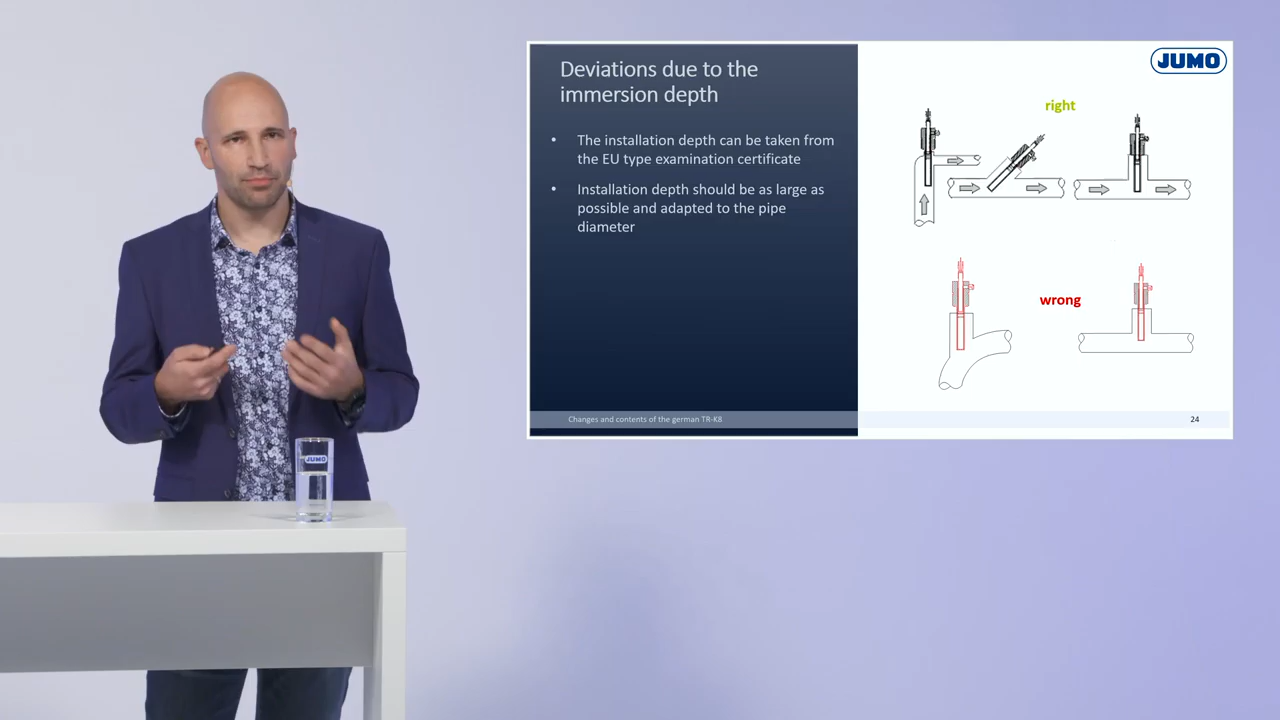 JUMO
Deviations due to the
immersion depth
• The installation depth can be taken from
the EU type examination certificate
• Installation depth should be as large as
possible and adapted to the pipe
diameter
right
wrong
Changes and contents of the german TR-K8
24
JUMO